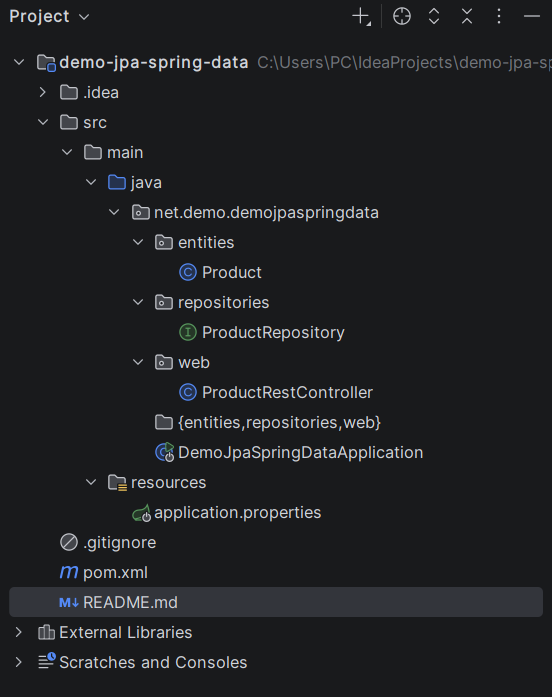 Project
demo-jpa-spring-data C:\Users\PC\IdeaProjects\demo-jpa-sp
.idea
src
main
java
net.demo.demojpaspringdata
entities
Product
repositories
ProductRepository
web
ProductRestController
{entities,repositories,web}
DemoJpaSpringDataApplication
resources
application.properties
.gitignore
pom.xml
README.md
External Libraries
Scratches and Consoles